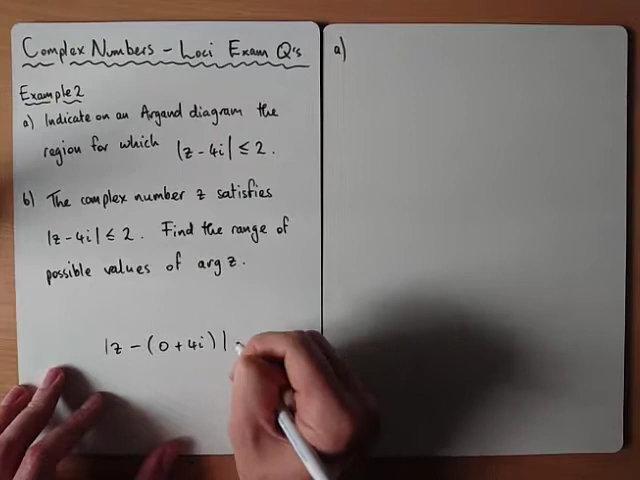 Complex Numbers - Loci Exam Q's
Example 2
a) Indicate on an Argand diagram the
region for which |z - 4i| ≤ 2.
b) The complex number z satisfies
|z - 4i| ≤ 2. Find the range of
possible values of arg z.
|z - (0 + 4i)|
a)